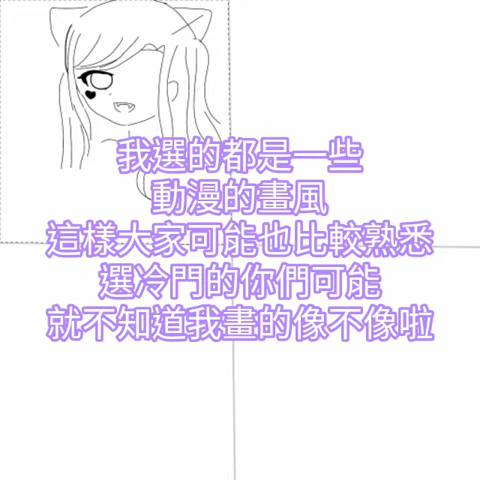 我選的都是一些
動漫的畫風
這樣大家可能也比較熟悉
選冷門的你們可能
就不知道我畫的像不像啦